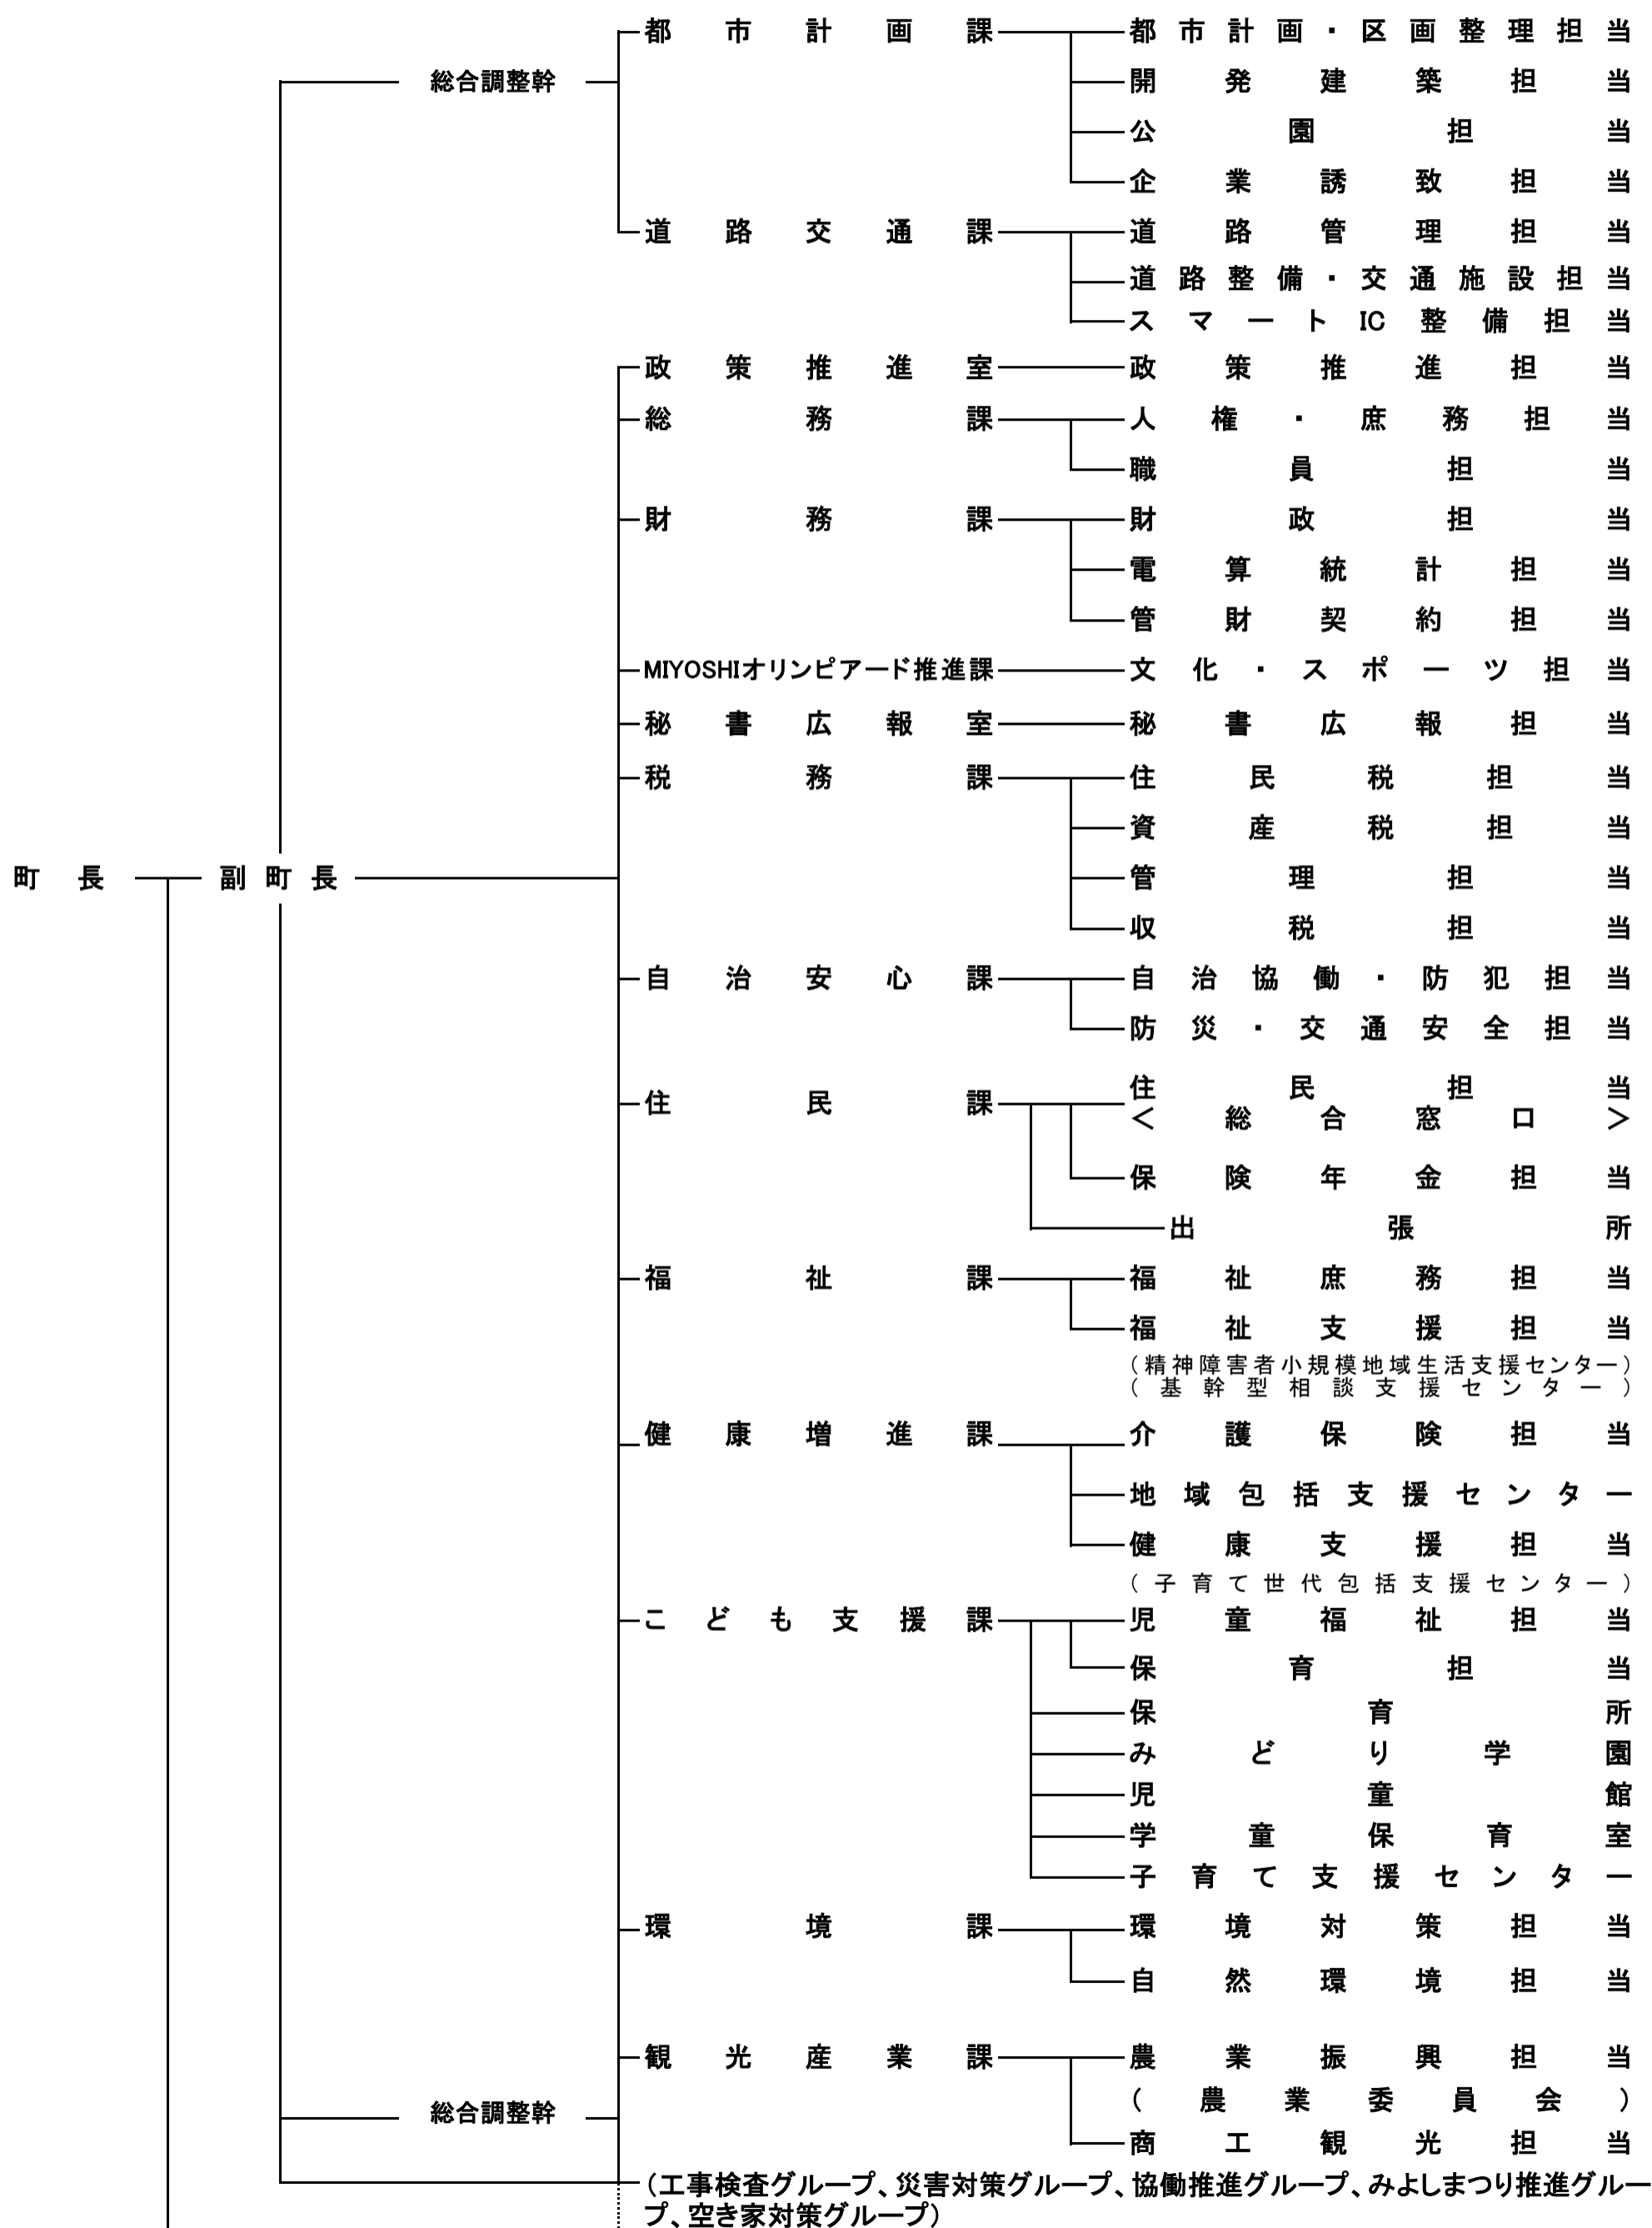 都市計画課
都市計画・区画整理担当
総合調整幹
開発建築担当
公園担当
企業誘致担当
道路交通課
道路管理担当
道路整備・交通施設担当
スマートIC整備担当
政策推進室
政策推進担当
総務課
人権・庶務担当
職員担当
財務課
財政担当
電算統計担当
管財契約担当
MIYOSHIオリンピアード推進課
文化・スポーツ担当
秘書広報室
秘書広報担当
税務課
住民税担当
資産税担当
町長
副町長
管理担当
収税担当
自治安心課
自治協働・防犯担当
防災・交通安全担当
住民課
住民担当
＜総合窓口＞
保険年金担当
出張所
福祉課
福祉庶務担当
福祉支援担当
（精神障害者小規模地域生活支援センター）
（基幹型相談支援センター）
健康増進課
介護保険担当
地域包括支援センター
健康支援担当
（子育て世代包括支援センター）
こども支援課
児童福祉担当
保育担当
保育所
みどり学園
児童館
学童保育室
子育て支援センター
環境課
環境対策担当
自然環境担当
観光産業課
農業振興担当
（農業委員会）
総合調整幹
商工観光担当
（工事検査グループ、災害対策グループ、協働推進グループ、みよしまつり推進グルー
プ、空き家対策グループ）